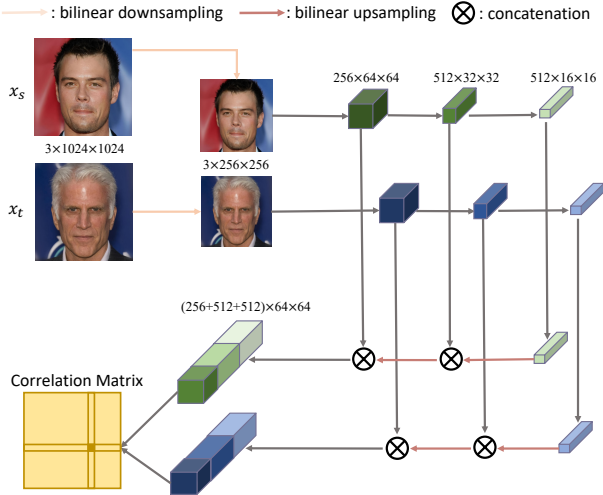 : bilinear downsampling
: bilinear upsampling
: concatenation
x_s
3×1024×1024
256×64×64
512×32×32
512×16×16
3×256×256
x_t
(256+512+512)×64×64
Correlation Matrix